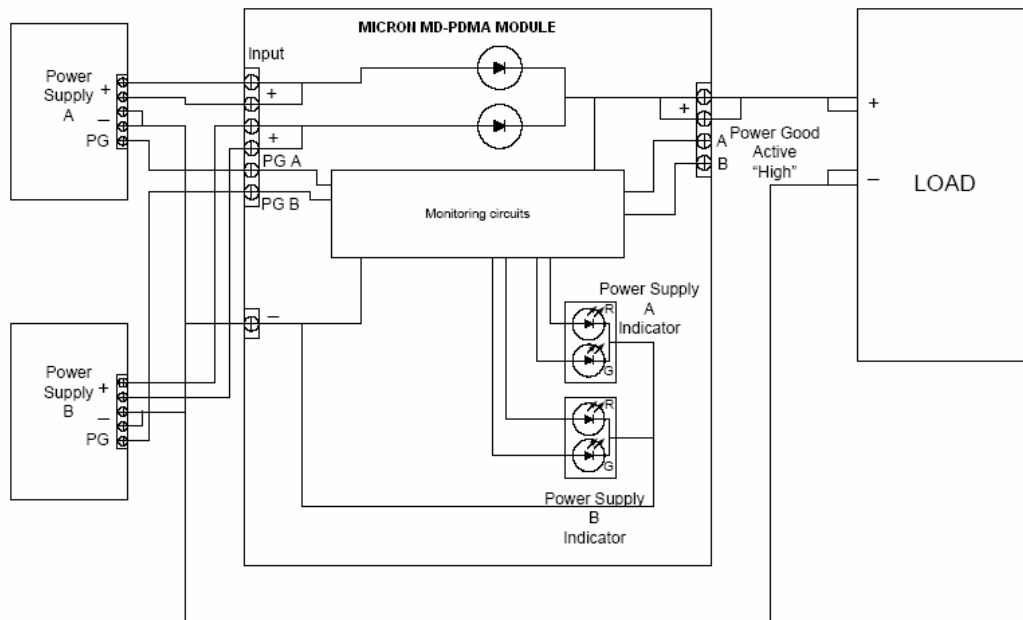 MICRON MD-PDMA MODULE
Input
Power
Supply
A
+
−
PG
+
+
PG A
PG B
−
Monitoring circuits
+
A
B
Power Good
Active
“High”
+
−
LOAD
Power Supply
A
Indicator
R
G
Power
Supply
B
+
−
PG
R
G
Power Supply
B
Indicator